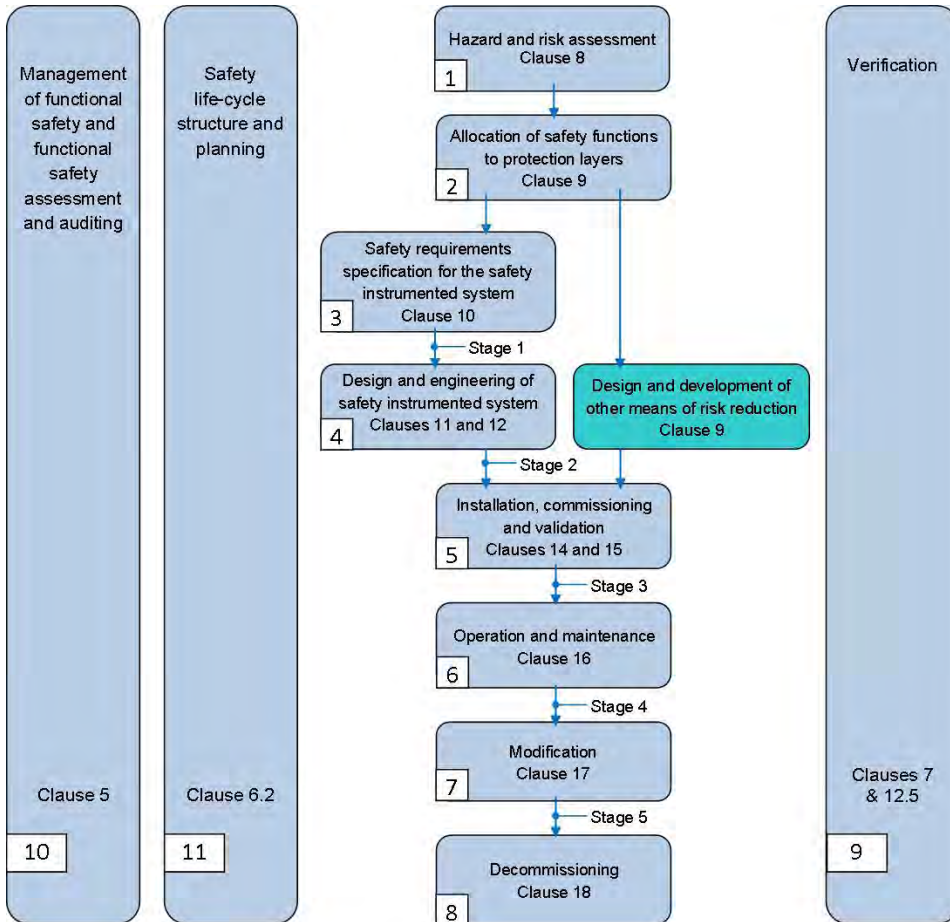 Management
of functional
safety and
functional
safety
assessment
and auditing
Clause 5
10
Safety
life-cycle
structure and
planning
Clause 6.2
11
Hazard and risk assessment
Clause 8
1
Allocation of safety functions
to protection layers
Clause 9
2
Safety requirements
specification for the safety
instrumented system
Clause 10
3
Stage 1
Design and engineering of
safety instrumented system
Clauses 11 and 12
4
Design and development of
other means of risk reduction
Clause 9
Stage 2
Installation, commissioning
and validation
Clauses 14 and 15
5
Stage 3
Operation and maintenance
Clause 16
6
Stage 4
Modification
Clause 17
7
Stage 5
Decommissioning
Clause 18
8
Verification
Clauses 7
& 12.5
9